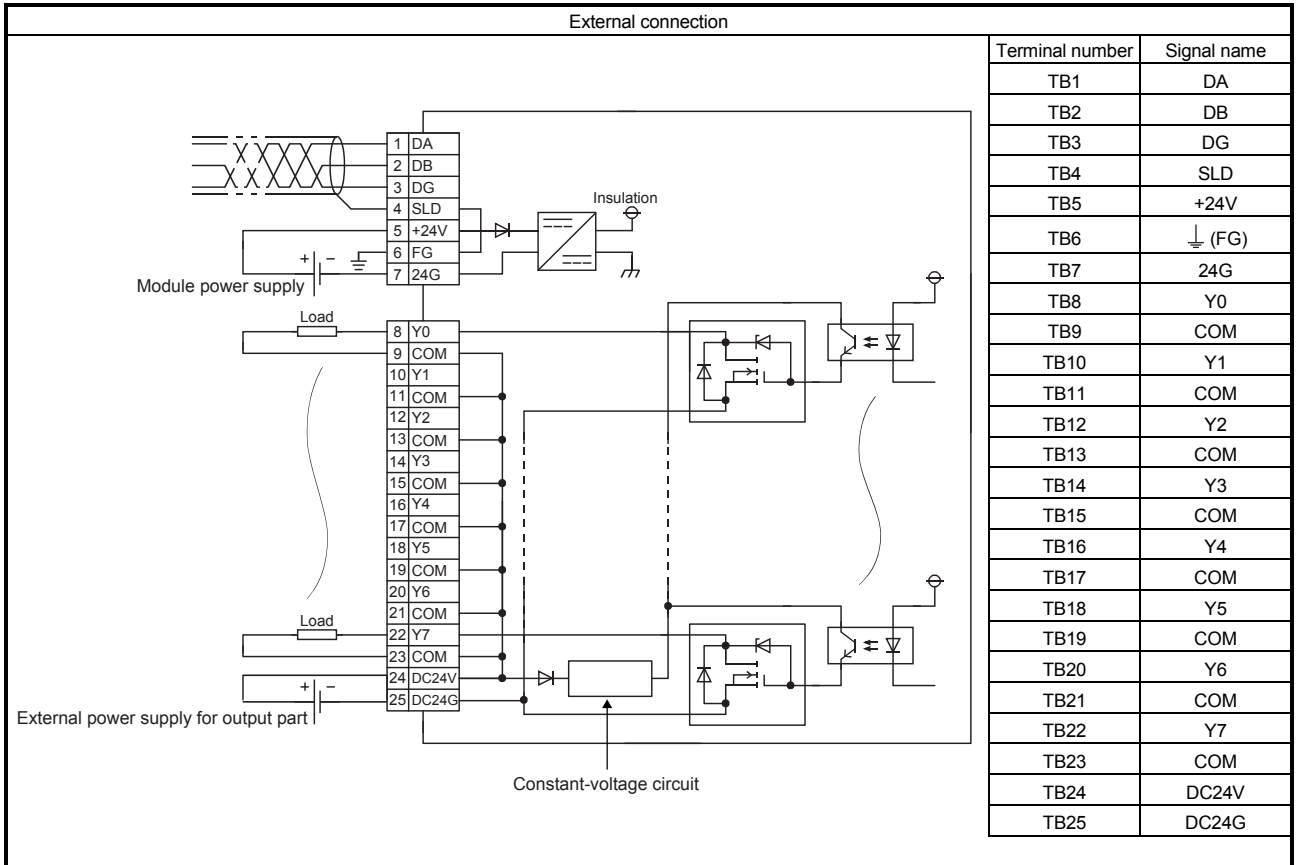 External connection
Terminal number Signal name
TB1 DA
TB2 DB
TB3 DG
TB4 SLD
TB5 +24V
TB6 ⏚ (FG)
TB7 24G
TB8 Y0
TB9 COM
TB10 Y1
TB11 COM
TB12 Y2
TB13 COM
TB14 Y3
TB15 COM
TB16 Y4
TB17 COM
TB18 Y5
TB19 COM
TB20 Y6
TB21 COM
TB22 Y7
TB23 COM
TB24 DC24V
TB25 DC24G
1 DA
2 DB
3 DG
4 SLD
5 +24V
6 FG
7 24G
Insulation
+ −
Module power supply
Load
8 Y0
9 COM
10 Y1
11 COM
12 Y2
13 COM
14 Y3
15 COM
16 Y4
17 COM
18 Y5
19 COM
20 Y6
21 COM
Load
22 Y7
23 COM
24 DC24V
25 DC24G
+ −
External power supply for output part
Constant-voltage circuit